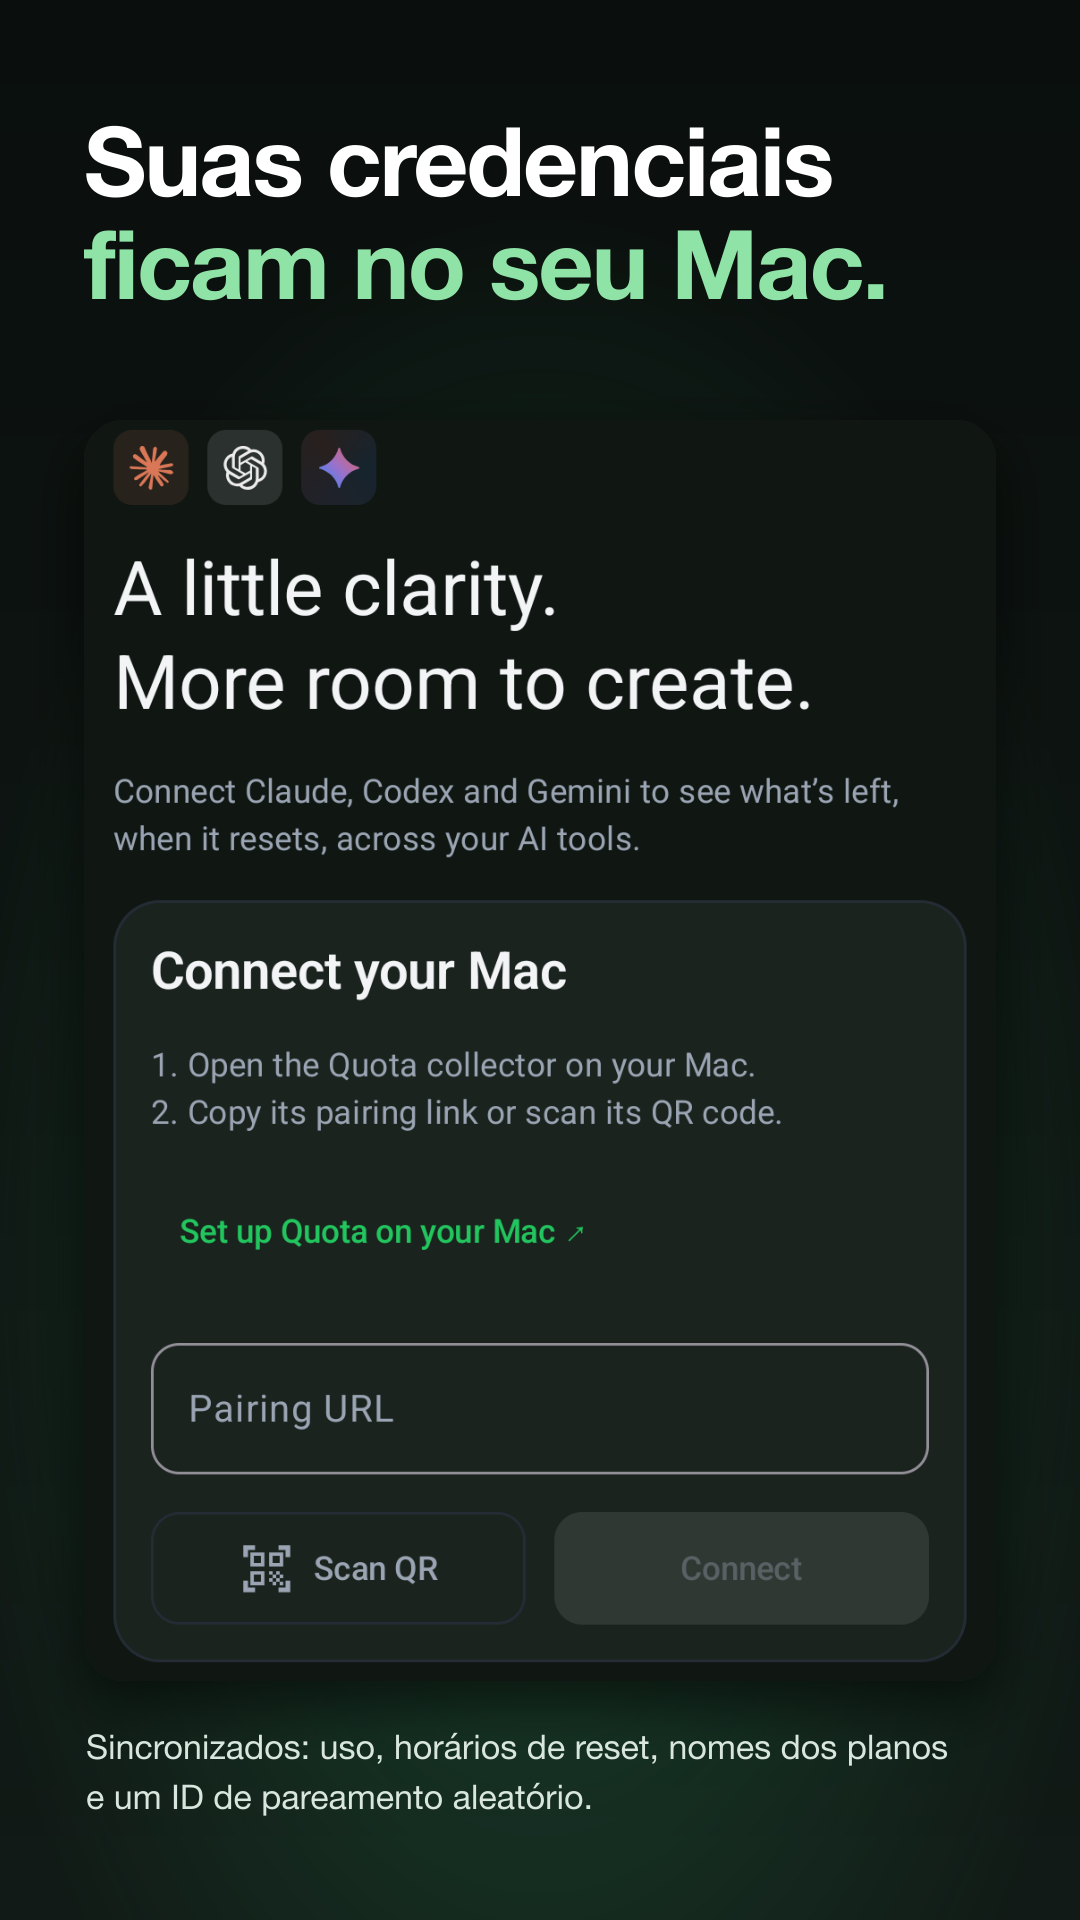 Suas credenciais
ficam no seu Mac.
A little clarity.
More room to create.
Connect Claude, Codex and Gemini to see what’s left,
when it resets, across your AI tools.
Connect your Mac
1. Open the Quota collector on your Mac.
2. Copy its pairing link or scan its QR code.
Set up Quota on your Mac ↗
Pairing URL
Scan QR
Connect
Sincronizados: uso, horários de reset, nomes dos planos
e um ID de pareamento aleatório.